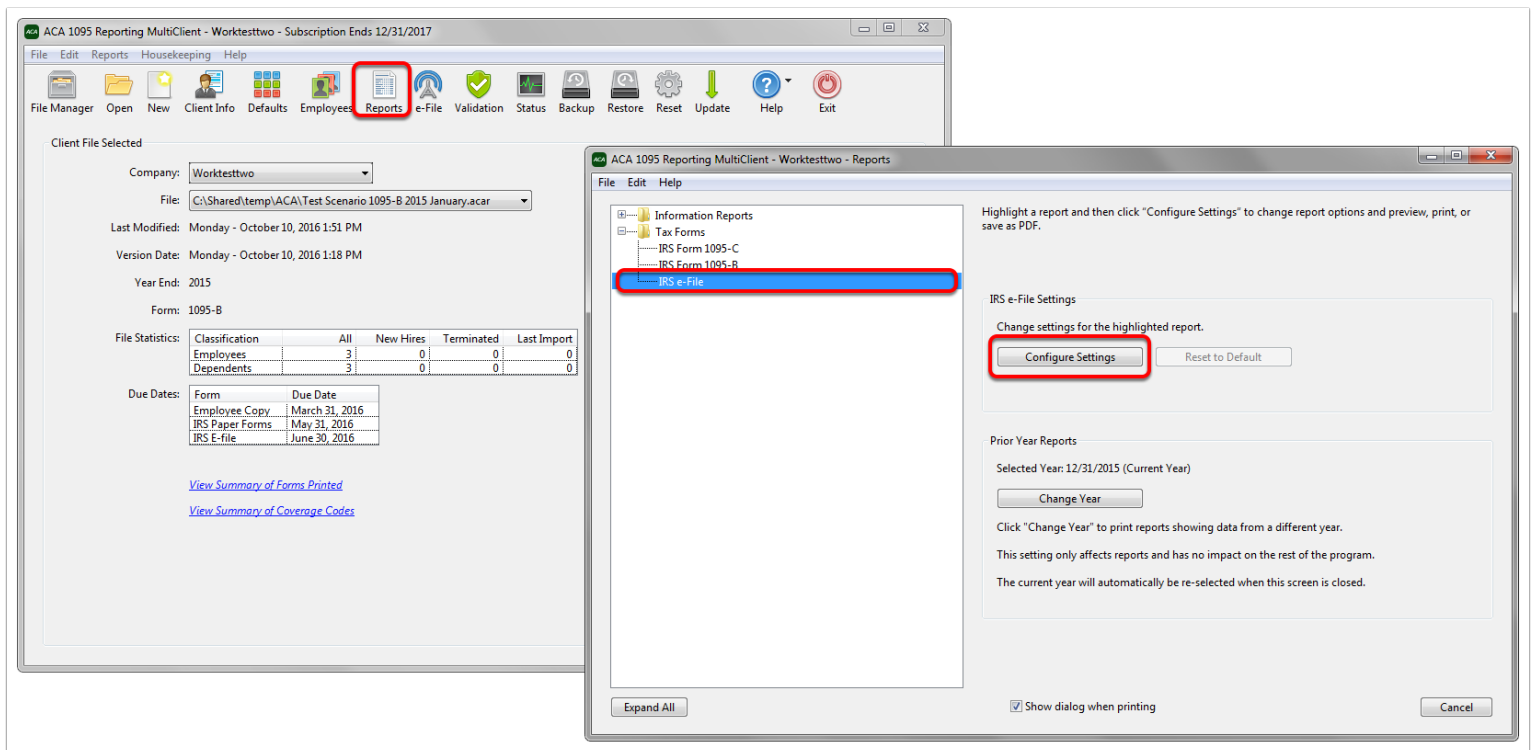 ACA 1095 Reporting MultiClient - Worktesttwo - Subscription Ends 12/31/2017
File Edit Reports Housekeeping Help
File Manager Open New Client Info Defaults Employees Reports e-File Validation Status Backup Restore Reset Update Help Exit
Client File Selected
Company: Worktesttwo
File: C:\Shared\temp\ACA\Test Scenario 1095-B 2015 January.acar
Last Modified: Monday - October 10, 2016 1:51 PM
Version Date: Monday - October 10, 2016 1:18 PM
Year End: 2015
Form: 1095-B
File Statistics: Classification All New Hires Terminated Last Import
Employees 3 0 0 0
Dependents 3 0 0 0
Due Dates: Form Due Date
Employee Copy March 31, 2016
IRS Paper Forms May 31, 2016
IRS E-file June 30, 2016
View Summary of Forms Printed
View Summary of Coverage Codes
ACA 1095 Reporting MultiClient - Worktesttwo - Reports
File Edit Help
Information Reports
Tax Forms
IRS Form 1095-C
IRS Form 1095-B
IRS e-File
Expand All
Highlight a report and then click "Configure Settings" to change report options and preview, print, or
save as PDF.
IRS e-File Settings
Change settings for the highlighted report.
Configure Settings Reset to Default
Prior Year Reports
Selected Year: 12/31/2015 (Current Year)
Change Year
Click "Change Year" to print reports showing data from a different year.
This setting only affects reports and has no impact on the rest of the program.
The current year will automatically be re-selected when this screen is closed.
Show dialog when printing
Cancel